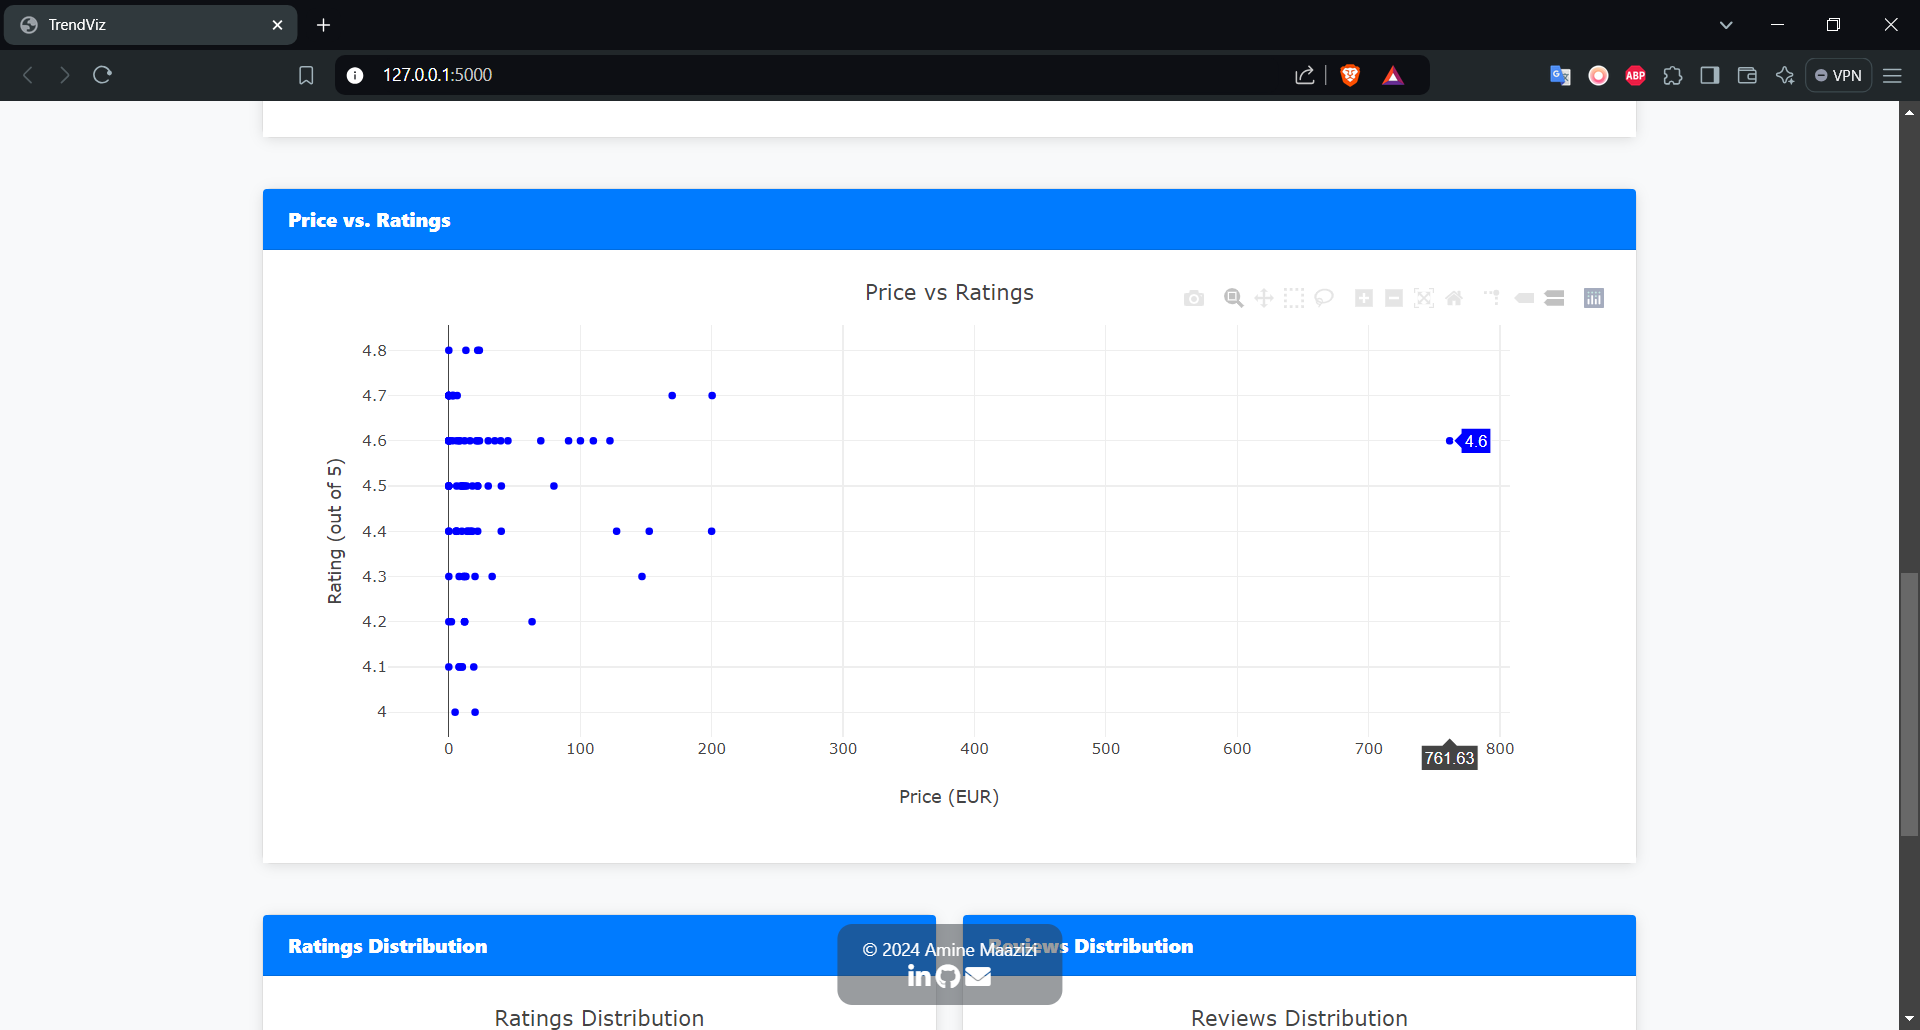 TrendViz
127.0.0.1:5000
ABP
VPN
Price vs. Ratings
Price vs Ratings
4.8
4.7
4.6
4.5
4.4
4.3
4.2
4.1
4
Rating (out of 5)
4.6
0 100 200 300 400 500 600 700 800
761.63
Price (EUR)
Ratings Distribution
Reviews Distribution
© 2024 Amine Maazizi
in
Ratings Distribution
Reviews Distribution